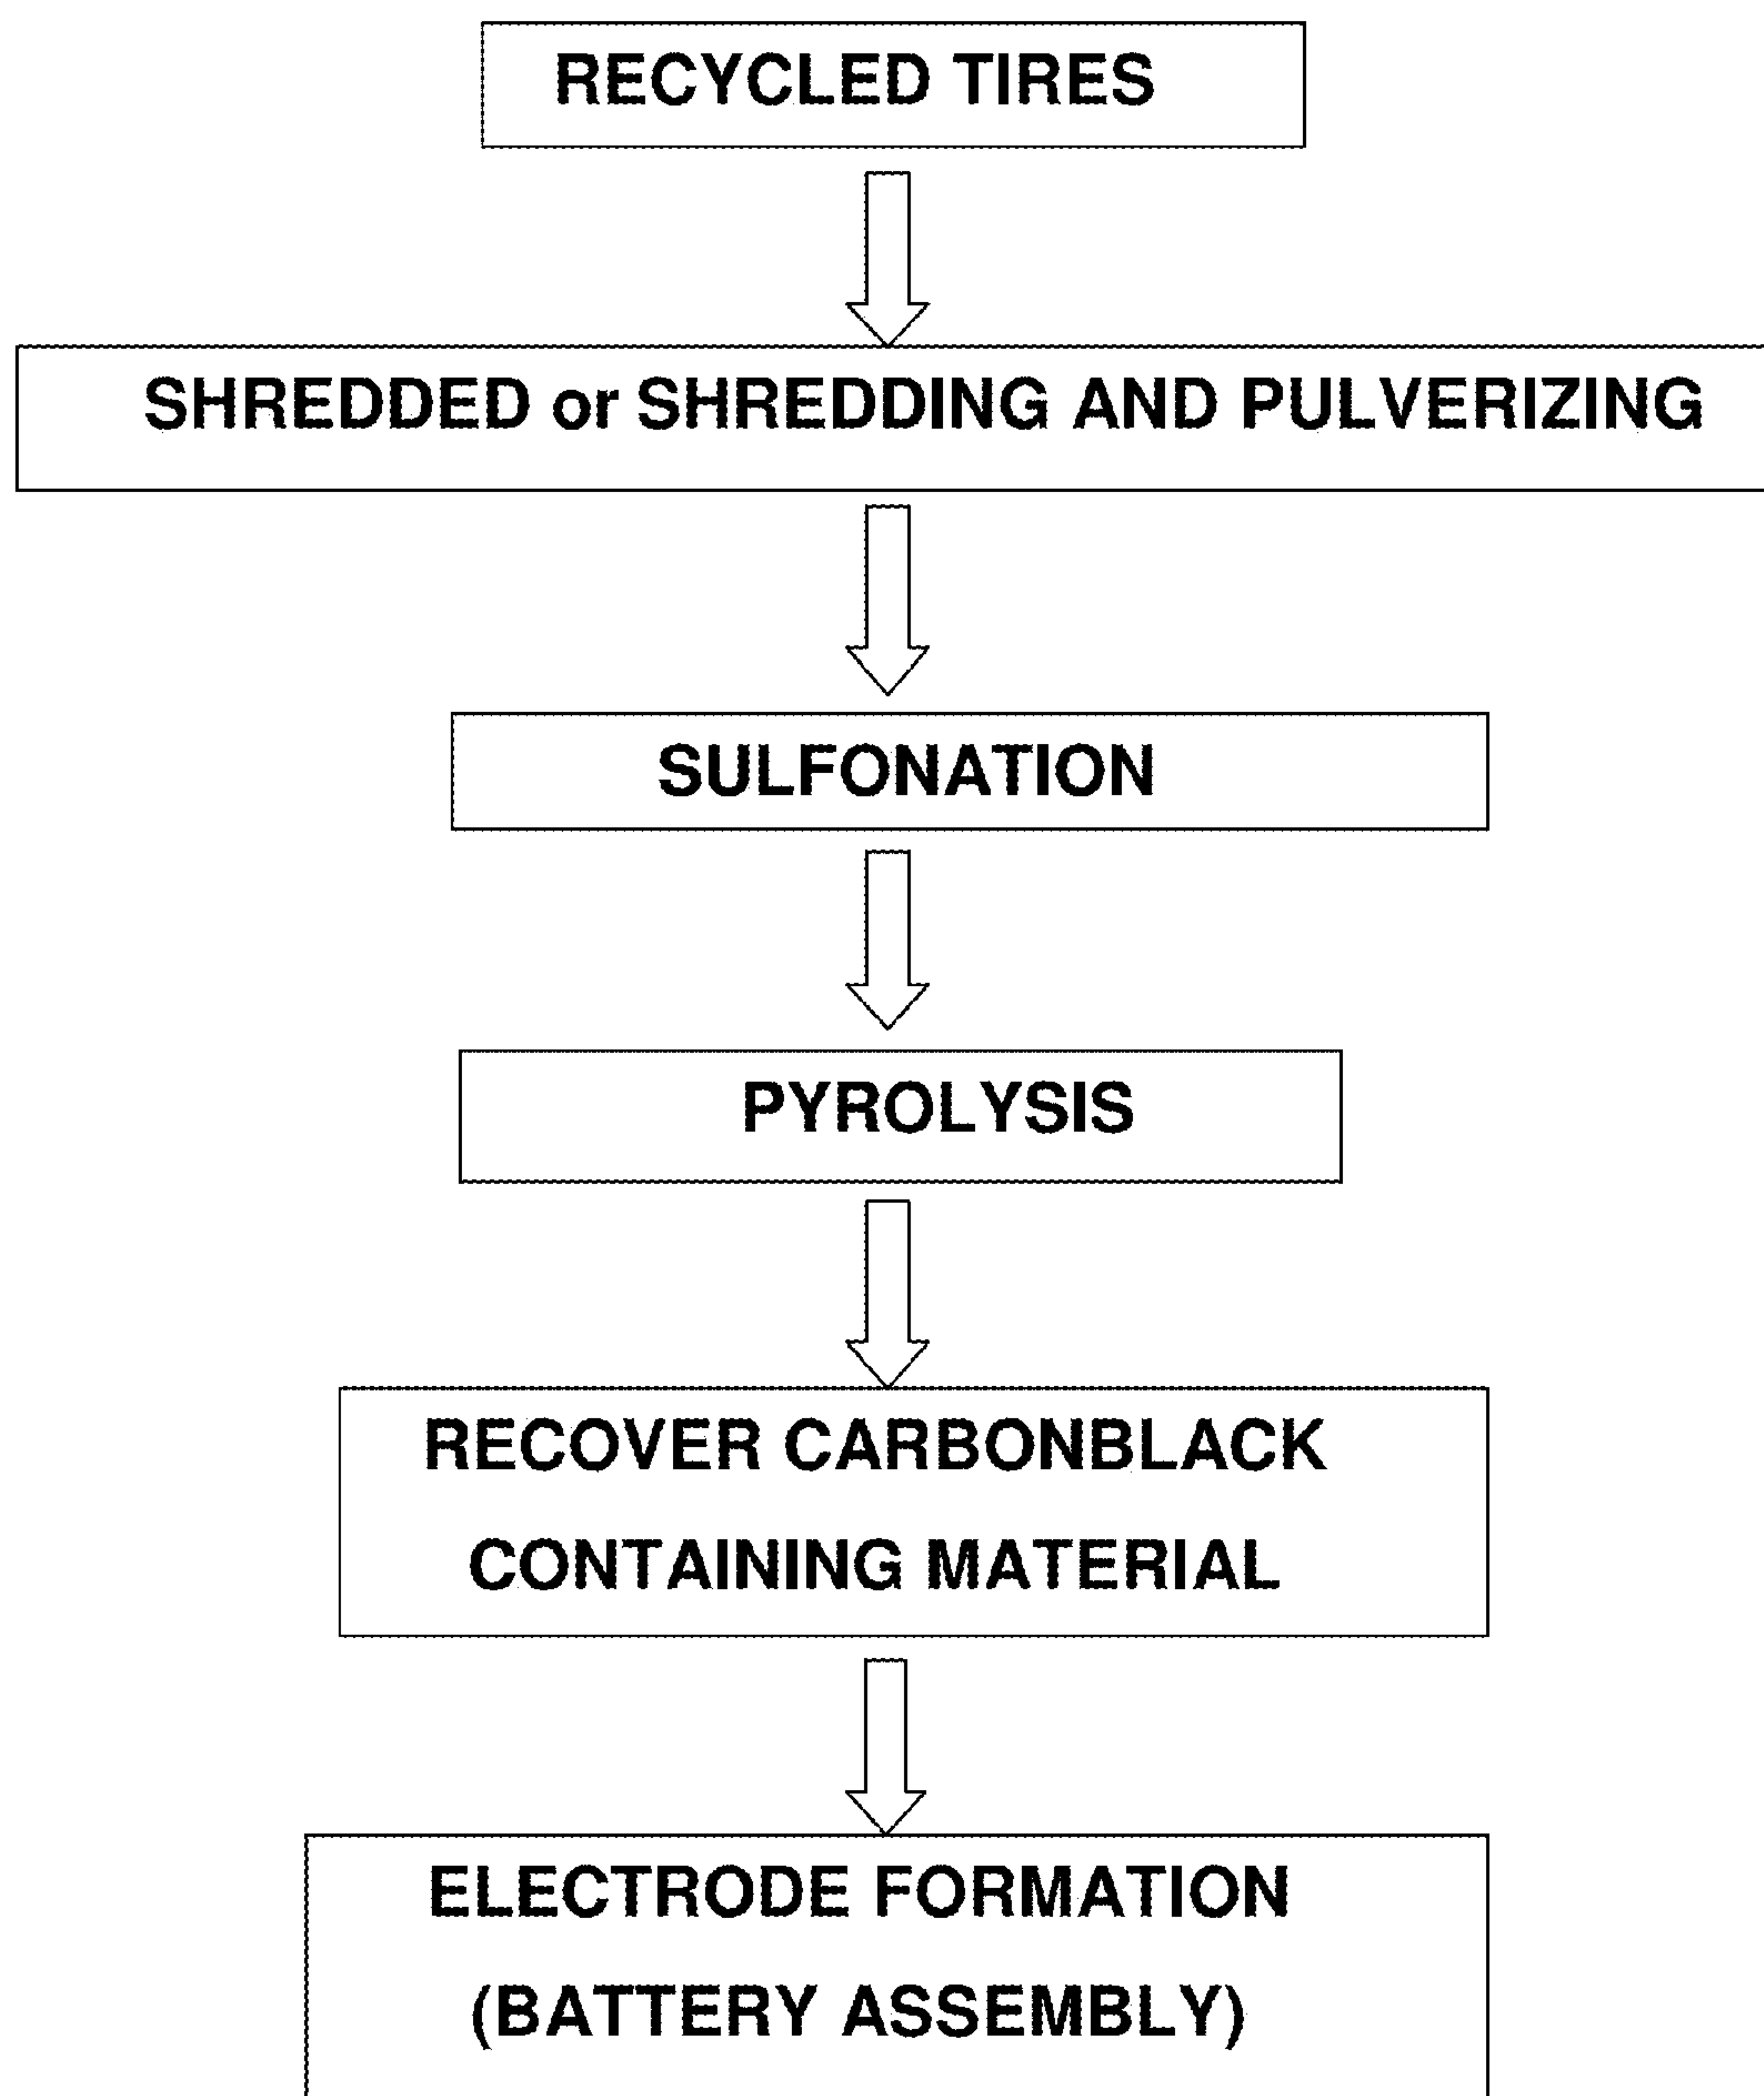 RECYCLED TIRES
SHREDDED or SHREDDING AND PULVERIZING
SULFONATION
PYROLYSIS
RECOVER CARBONBLACK
CONTAINING MATERIAL
ELECTRODE FORMATION
(BATTERY ASSEMBLY)